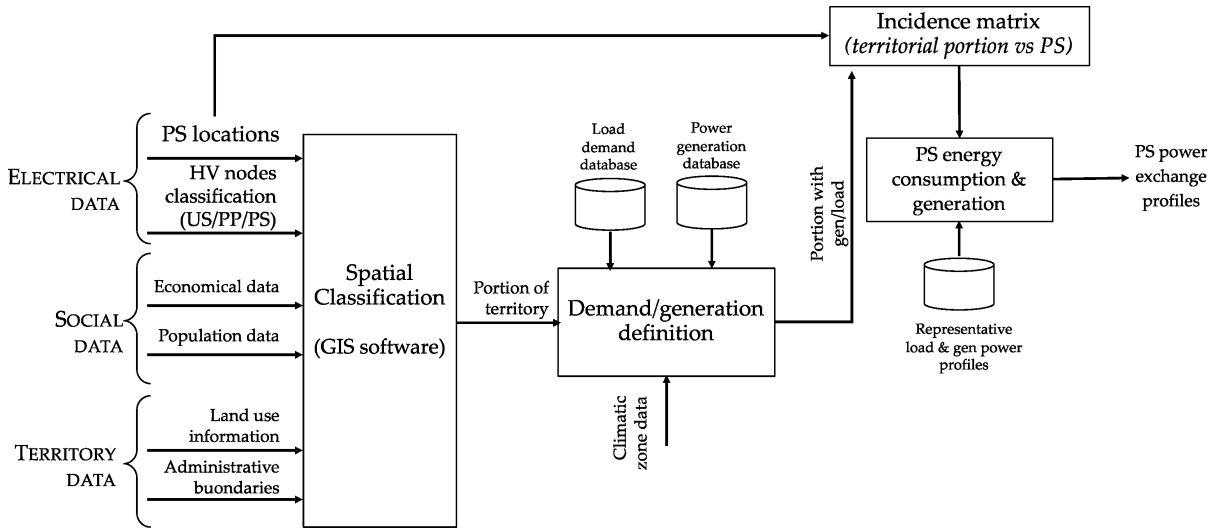 Incidence matrix
(territorial portion vs PS)
ELECTRICAL
DATA
PS locations
HV nodes
classification
(US/PP/PS)
SOCIAL
DATA
Economical data
Population data
TERRITORY
DATA
Land use
information
Administrative
buondaries
Spatial
Classification
(GIS software)
Portion of
territory
Load
demand
database
Power
generation
database
Demand/generation
definition
Climatic
zone data
Portion with
gen/load
PS energy
consumption &
generation
Representative
load & gen power
profiles
PS power
exchange
profiles